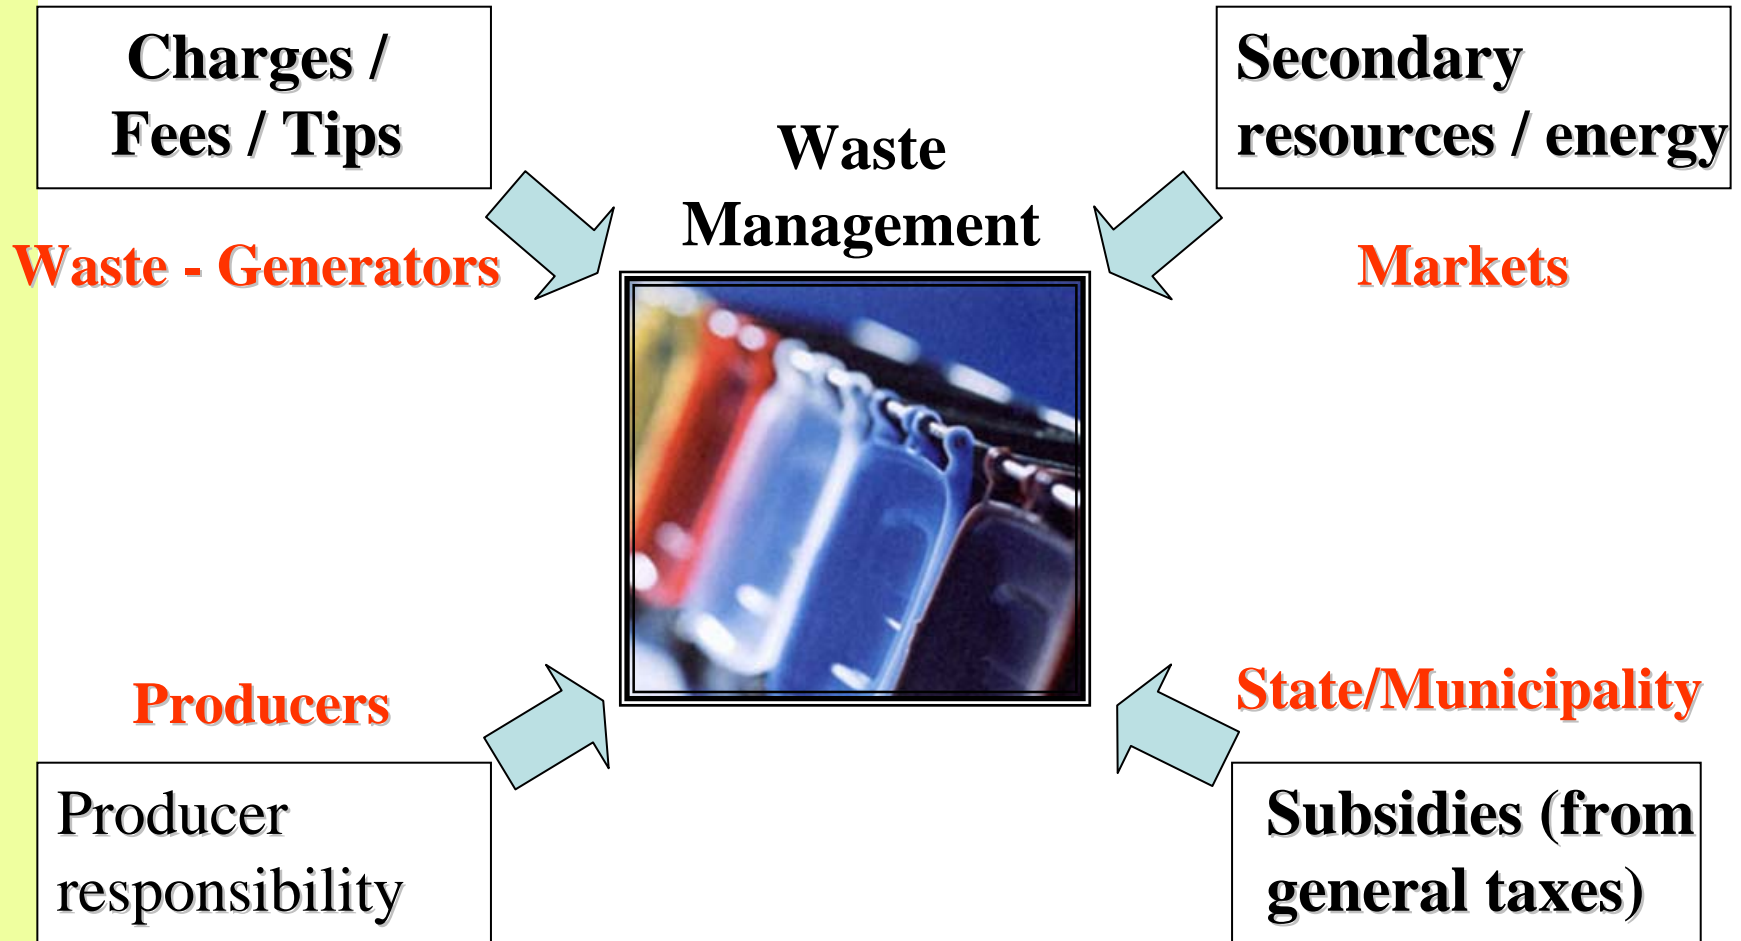 Charges /
Fees / Tips
Waste - Generators
Waste
Management
Secondary
resources / energy
Markets
Producers
Producer
responsibility
State/Municipality
Subsidies (from
general taxes)